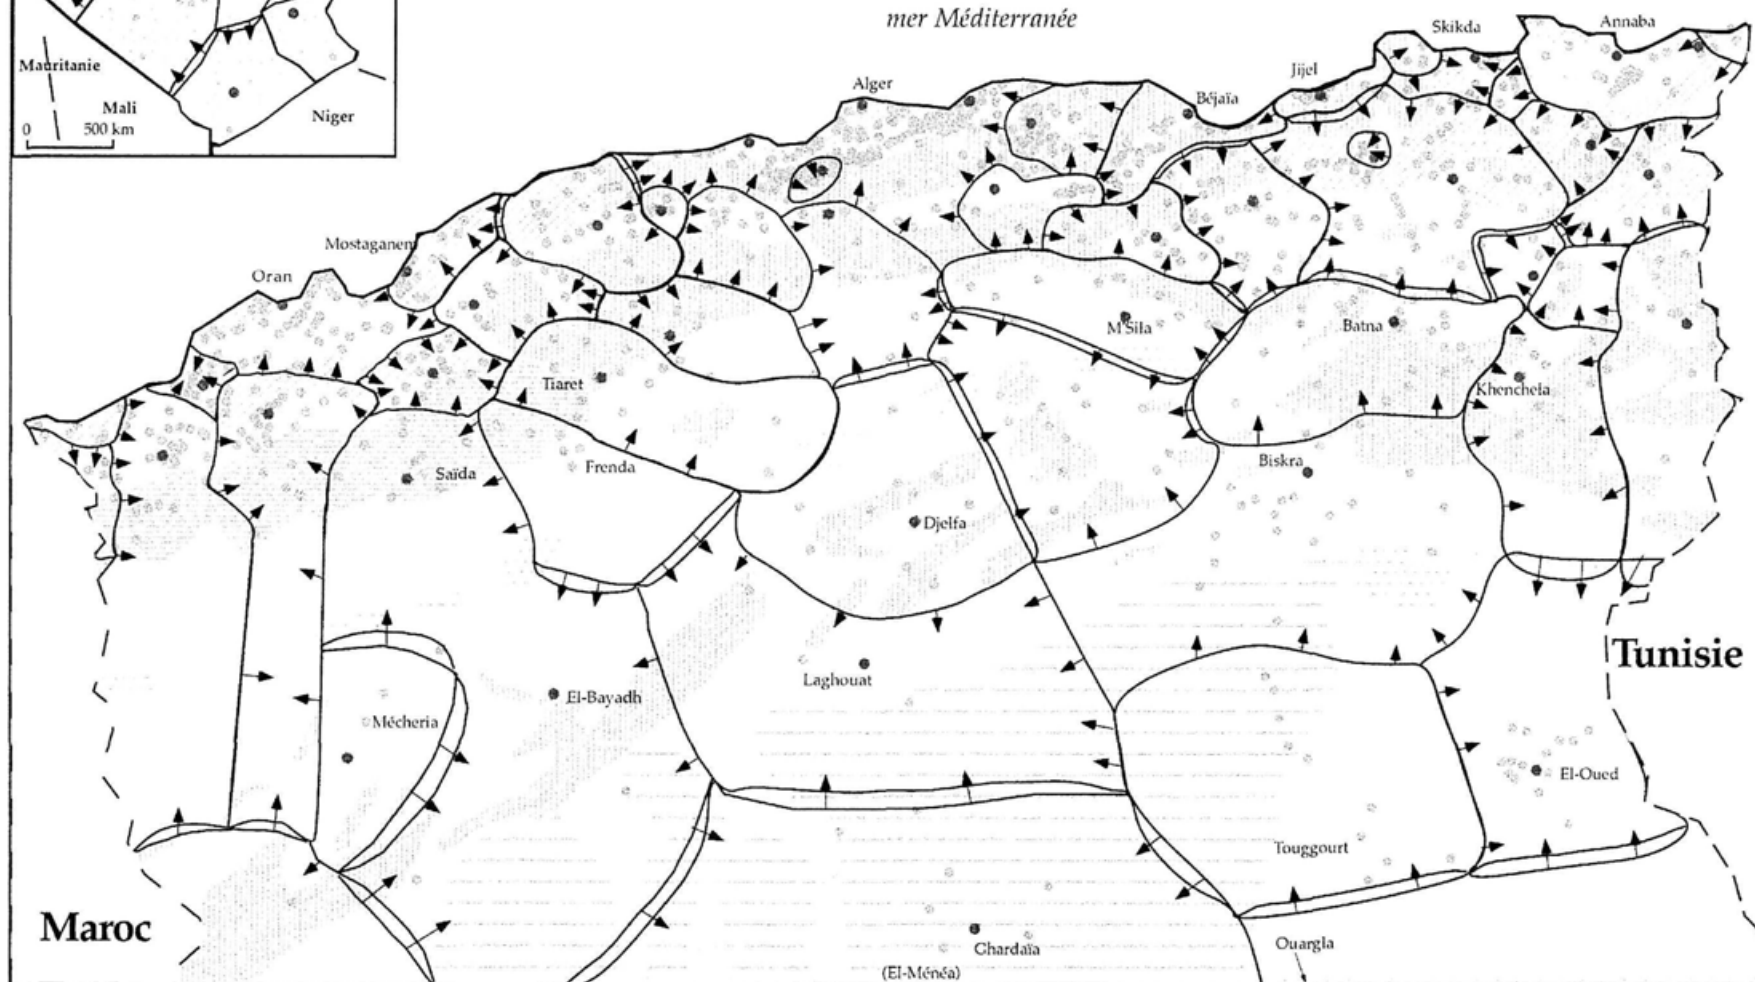 mer Méditerranée
Skikda
Annaba
Mauritanie
Mali
0 500 km
Niger
Alger
Jijel
Béjaïa
Mostaganem
Oran
M'Sila
Batna
Tiaret
Khenchela
Saïda
Frenda
Biskra
Djelfa
Tunisie
Laghouat
El-Bayadh
Mécheria
El-Oued
Touggourt
Maroc
Ghardaïa
Ouargla
(El-Ménéa)